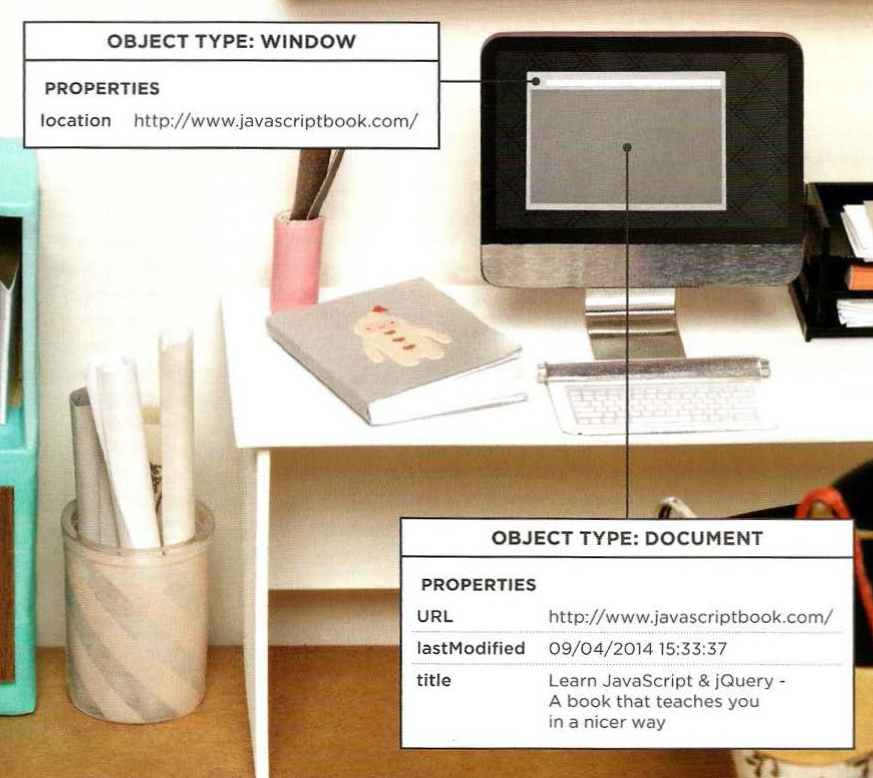 OBJECT TYPE: WINDOW
PROPERTIES
location http://www.javascriptbook.com/
OBJECT TYPE: DOCUMENT
PROPERTIES
URL http://www.javascriptbook.com/
lastModified 09/04/2014 15:33:37
title Learn JavaScript & jQuery -
A book that teaches you
in a nicer way